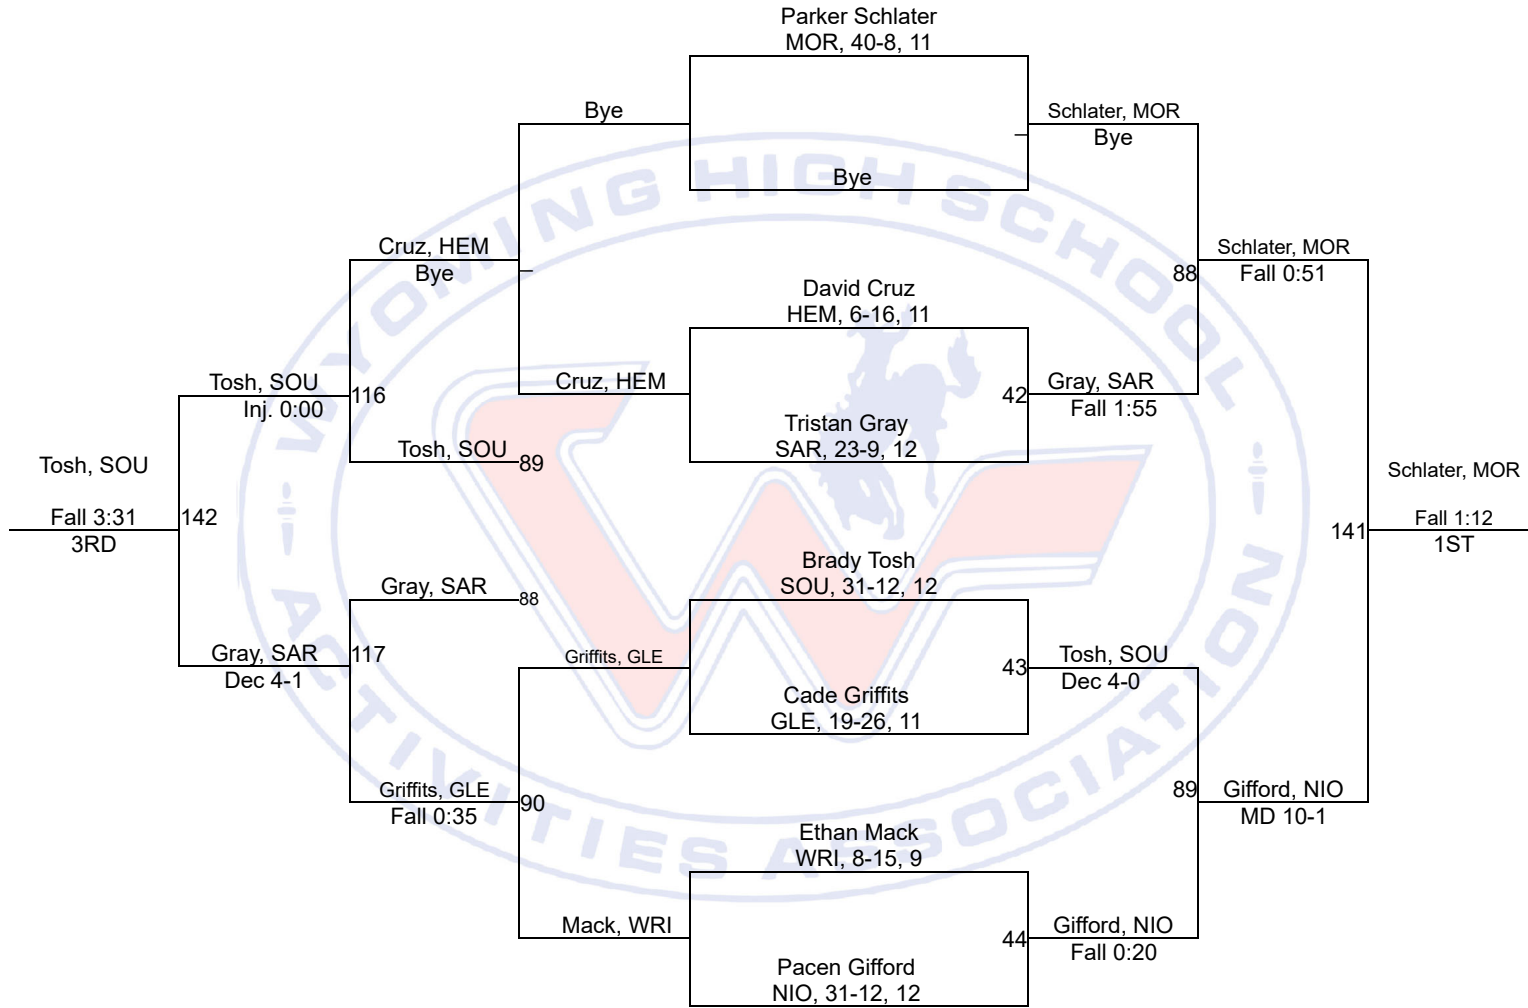 Parker Schlater
MOR, 40-8, 11
Bye
Schlater, MOR
Bye
Bye
Cruz, HEM
Bye
Schlater, MOR
Fall 0:51
88
David Cruz
HEM, 6-16, 11
Tosh, SOU
Inj. 0:00
116
Cruz, HEM
42
Gray, SAR
Fall 1:55
Tristan Gray
SAR, 23-9, 12
Tosh, SOU
89
Tosh, SOU
Fall 3:31
3RD
142
Schlater, MOR
Fall 1:12
1ST
141
Brady Tosh
SOU, 31-12, 12
Gray, SAR
88
Gray, SAR
Dec 4-1
117
Griffits, GLE
43
Tosh, SOU
Dec 4-0
Cade Griffits
GLE, 19-26, 11
Griffits, GLE
Fall 0:35
90
89
Gifford, NIO
MD 10-1
Ethan Mack
WRI, 8-15, 9
Mack, WRI
44
Gifford, NIO
Fall 0:20
Pacen Gifford
NIO, 31-12, 12
WYOMING HIGH SCHOOL
ACTIVITIES ASSOCIATION